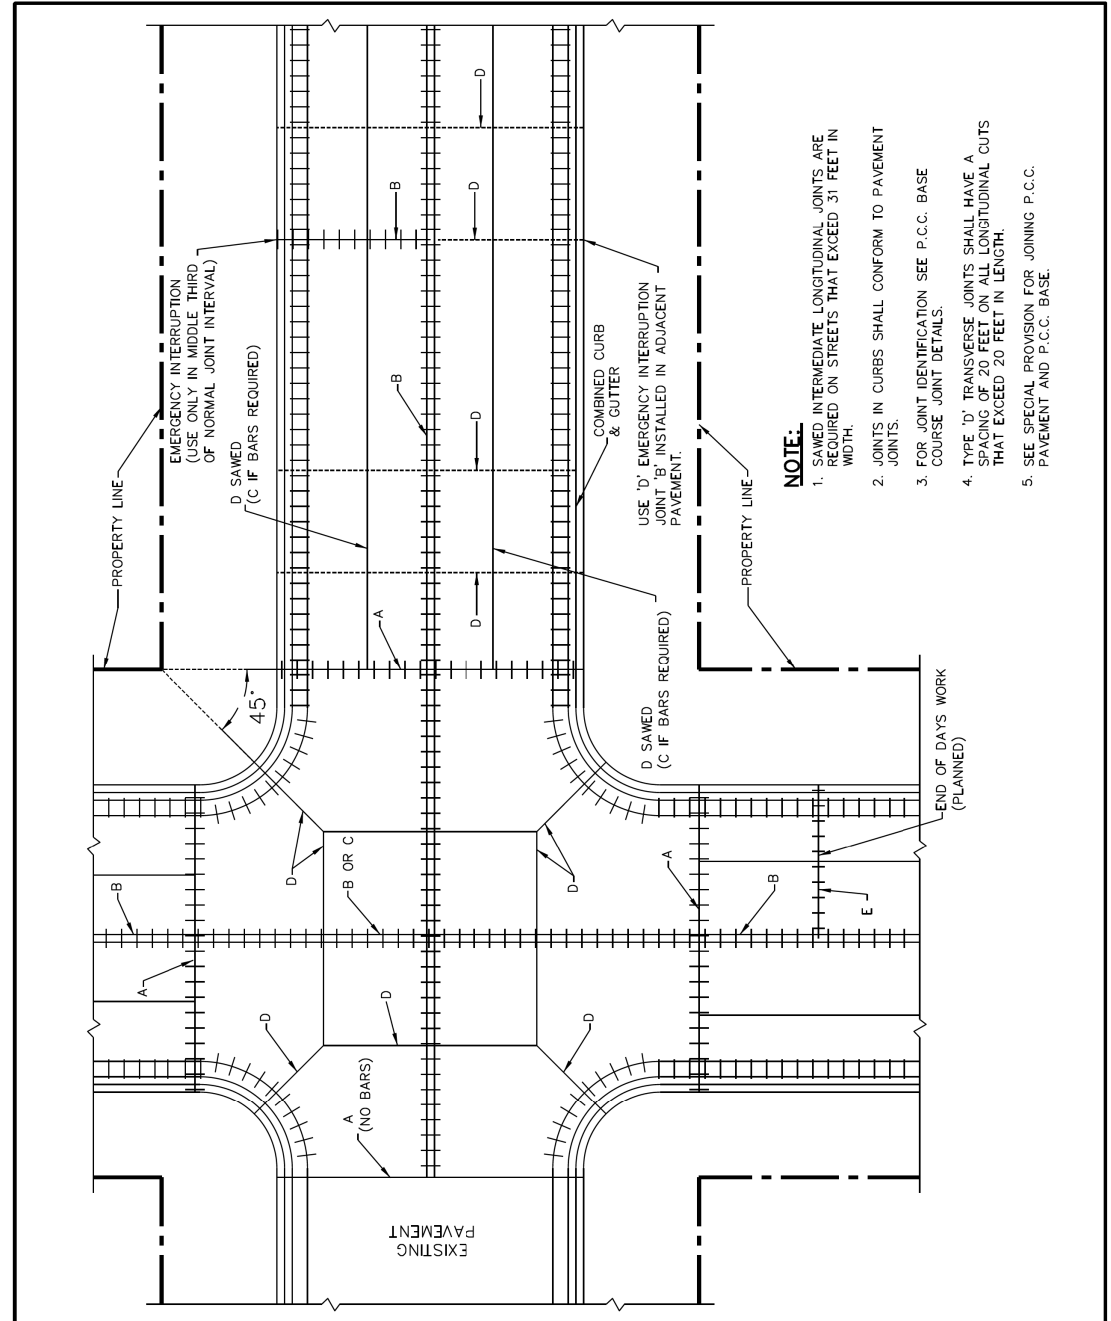 PROPERTY LINE
EMERGENCY INTERRUPTION
(USE ONLY IN MIDDLE THIRD
OF NORMAL JOINT INTERVAL)
D SAWED
(C IF BARS REQUIRED)
45°
A
B
B
D
D
D
D
USE 'D' EMERGENCY INTERRUPTION
JOINT 'B' INSTALLED IN ADJACENT
PAVEMENT.
COMBINED CURB
& GUTTER
D SAWED
(C IF BARS REQUIRED)
PROPERTY LINE
END OF DAYS WORK
(PLANNED)
B
A
D
B OR C
D
D
D
D
A
B
E
A
(NO BARS)
EXISTING
PAVEMENT
NOTE:
1. SAWED INTERMEDIATE LONGITUDINAL JOINTS ARE
REQUIRED ON STREETS THAT EXCEED 31 FEET IN
WIDTH.
2. JOINTS IN CURBS SHALL CONFORM TO PAVEMENT
JOINTS.
3. FOR JOINT IDENTIFICATION SEE P.C.C. BASE
COURSE JOINT DETAILS.
4. TYPE 'D' TRANSVERSE JOINTS SHALL HAVE A
SPACING OF 20 FEET ON ALL LONGITUDINAL CUTS
THAT EXCEED 20 FEET IN LENGTH.
5. SEE SPECIAL PROVISION FOR JOINING P.C.C.
PAVEMENT AND P.C.C. BASE.